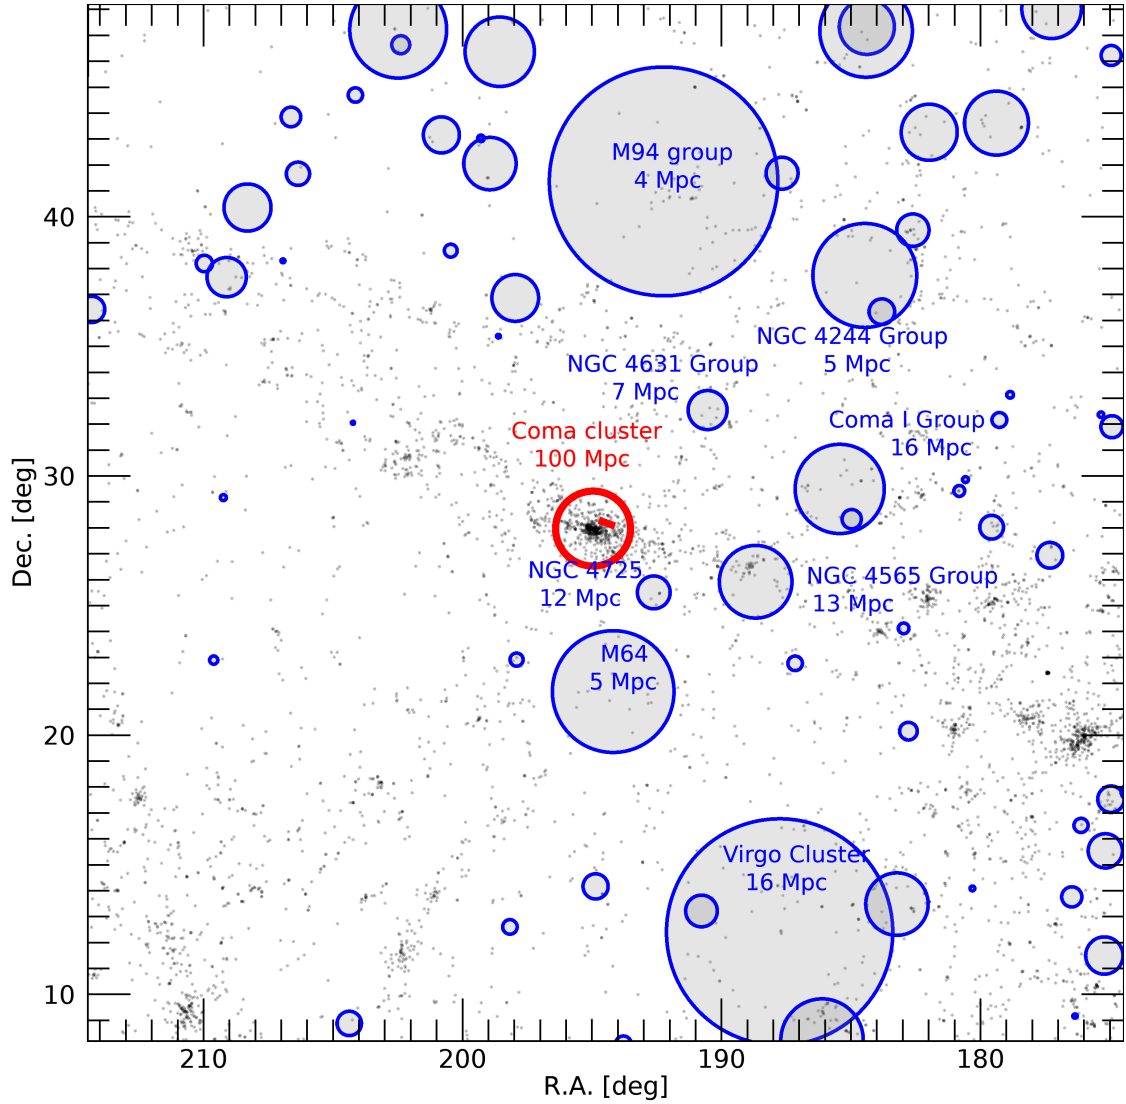 M94 group
4 Mpc
40
NGC 4244 Group
5 Mpc
NGC 4631 Group
7 Mpc
Coma I Group
16 Mpc
Coma cluster
100 Mpc
30
NGC 4725
12 Mpc
NGC 4565 Group
13 Mpc
M64
5 Mpc
20
Virgo Cluster
16 Mpc
10
210
200
190
180
R.A. [deg]
Dec. [deg]